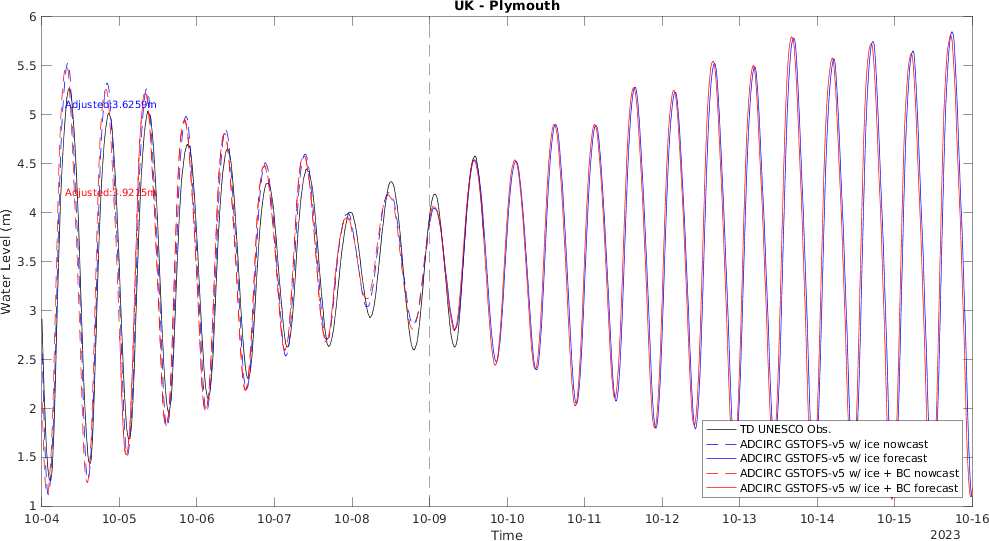 UK - Plymouth
6
5.5
5
4.5
4
3.5
3
2.5
2
1.5
1
Water Level (m)
Adjusted:3.6259m
Adjusted:3.9215m
TD UNESCO Obs.
ADCIRC GSTOFS-v5 w/ ice nowcast
ADCIRC GSTOFS-v5 w/ ice forecast
ADCIRC GSTOFS-v5 w/ ice + BC nowcast
ADCIRC GSTOFS-v5 w/ ice + BC forecast
10-04 10-05 10-06 10-07 10-08 10-09 10-10 10-11 10-12 10-13 10-14 10-15 10-16
Time
2023